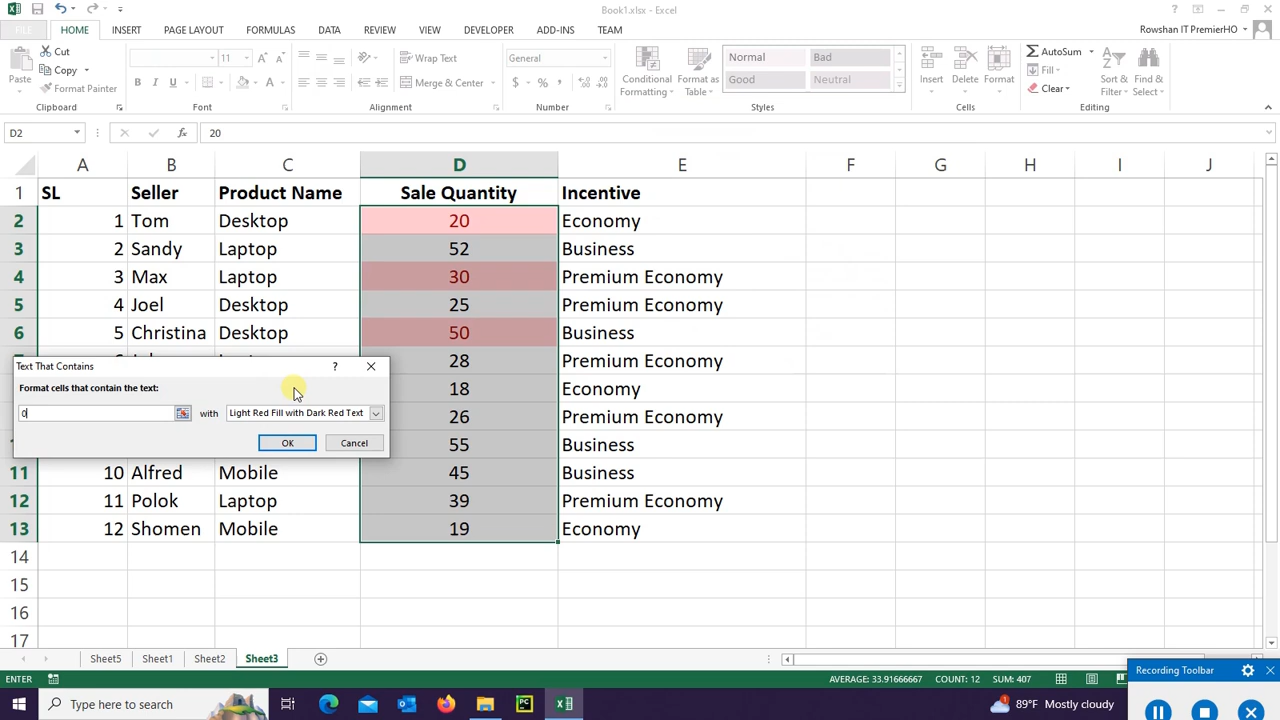 Book1.xlsx - Excel
FILE HOME INSERT PAGE LAYOUT FORMULAS DATA REVIEW VIEW DEVELOPER ADD-INS TEAM Rowshan IT PremierHO
Paste Cut Copy Format Painter Clipboard
11 B I U Font
Wrap Text Merge & Center Alignment
General $ % Number
Conditional Formatting Format as Table Normal Bad Good Neutral Styles
Insert Delete Format Cells
AutoSum Fill Clear Sort & Filter Find & Select Editing
D2 fx 20
A B C D E F G H I J
1 SL Seller Product Name Sale Quantity Incentive
2 1 Tom Desktop 20 Economy
3 2 Sandy Laptop 52 Business
4 3 Max Laptop 30 Premium Economy
5 4 Joel Desktop 25 Premium Economy
6 5 Christina Desktop 50 Business
28 Premium Economy
18 Economy
26 Premium Economy
55 Business
10 Alfred Mobile 45 Business
12 11 Polok Laptop 39 Premium Economy
13 12 Shomen Mobile 19 Economy
14
15
16
17
Text That Contains ?
Format cells that contain the text:
0 with Light Red Fill with Dark Red Text
OK Cancel
Sheet5 Sheet1 Sheet2 Sheet3
ENTER AVERAGE: 33.91666667 COUNT: 12 SUM: 407
Recording Toolbar
Type here to search PC 89°F Mostly cloudy